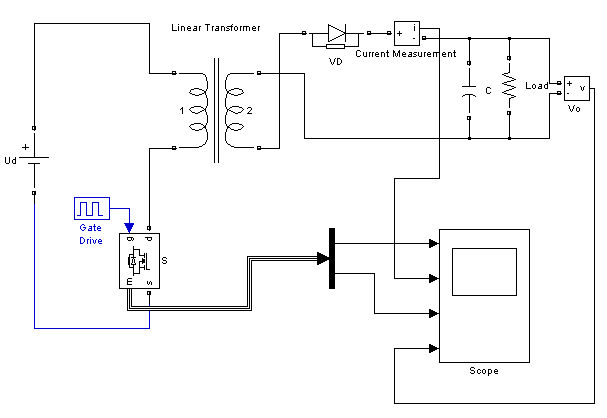 Linear Transformer
+
i
-
VD
Current Measurement
1
2
C
Load
+
-
v
Vo
+
Ud
Gate
Drive
g
D
S
m
s
Scope